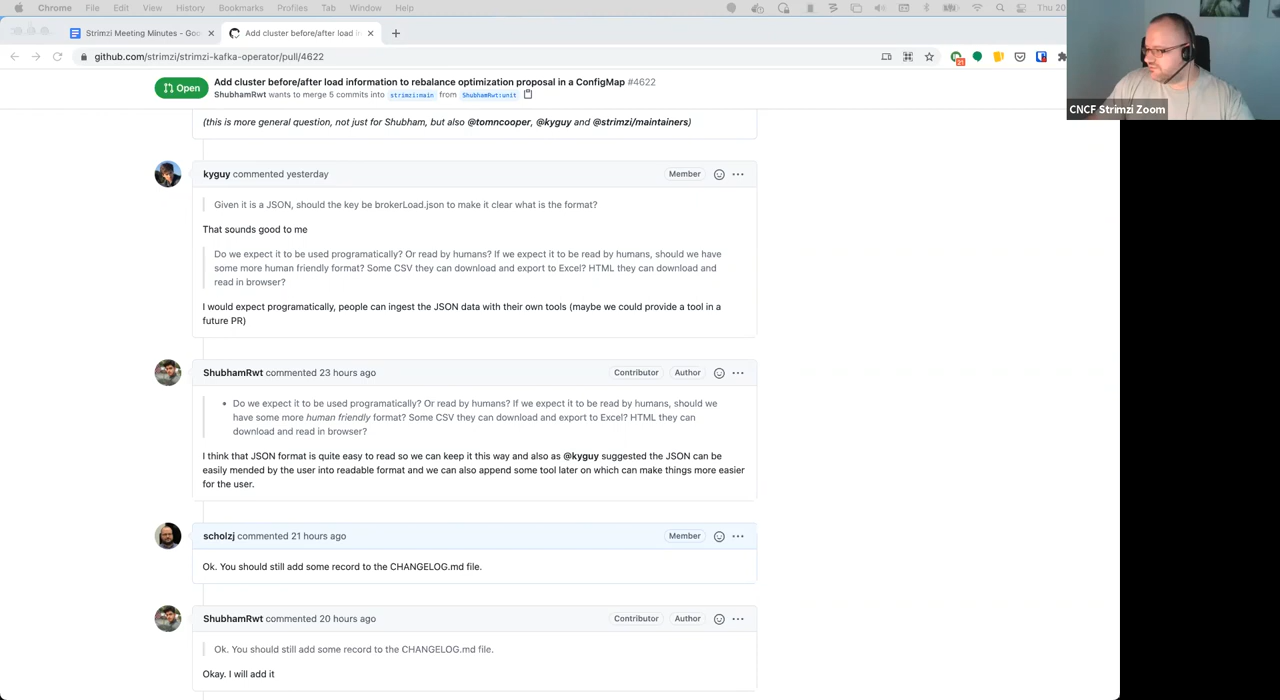 Chrome File Edit View History Bookmarks Profiles Tab Window Help Thu 20
Strimzi Meeting Minutes - Goo
Add cluster before/after load in
github.com/strimzi/strimzi-kafka-operator/pull/4622
Open
Add cluster before/after load information to rebalance optimization proposal in a ConfigMap #4622
ShubhamRwt wants to merge 5 commits into strimzi:main from ShubhamRwt:unit
CNCF Strimzi Zoom
(this is more general question, not just for Shubham, but also @tomncooper, @kyguy and @strimzi/maintainers)
kyguy commented yesterday Member
Given it is a JSON, should the key be brokerLoad.json to make it clear what is the format?
That sounds good to me
Do we expect it to be used programatically? Or read by humans? If we expect it to be read by humans, should we have
some more human friendly format? Some CSV they can download and export to Excel? HTML they can download and
read in browser?
I would expect programatically, people can ingest the JSON data with their own tools (maybe we could provide a tool in a
future PR)
ShubhamRwt commented 23 hours ago Contributor Author
Do we expect it to be used programatically? Or read by humans? If we expect it to be read by humans, should we
have some more human friendly format? Some CSV they can download and export to Excel? HTML they can
download and read in browser?
I think that JSON format is quite easy to read so we can keep it this way and also as @kyguy suggested the JSON can be
easily mended by the user into readable format and we can also append some tool later on which can make things more easier
for the user.
scholzj commented 21 hours ago Member
Ok. You should still add some record to the CHANGELOG.md file.
ShubhamRwt commented 20 hours ago Contributor Author
Ok. You should still add some record to the CHANGELOG.md file.
Okay. I will add it